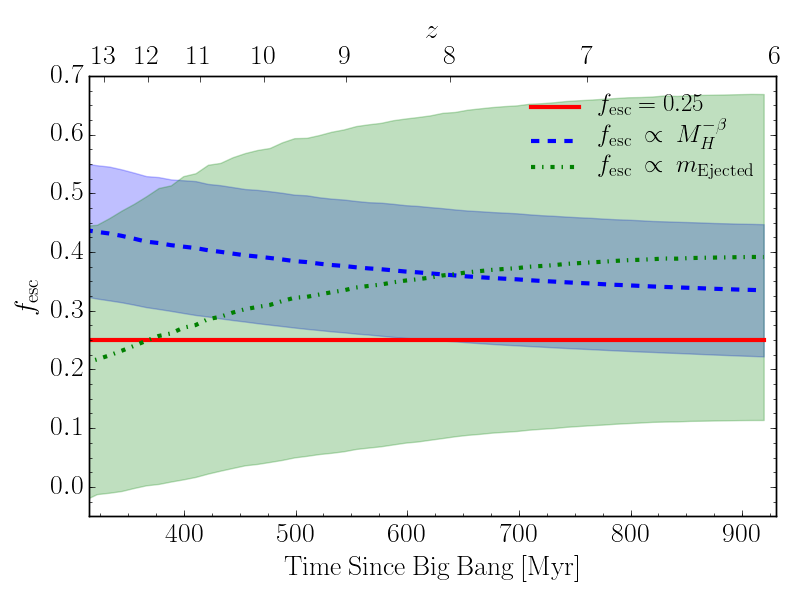 z
13 12 11 10 9 8 7 6
0.7
0.6
0.5
0.4
0.3
0.2
0.1
0.0
f_esc
f_esc = 0.25
f_esc ∝ M_H^{-β}
f_esc ∝ m_Ejected
400 500 600 700 800 900
Time Since Big Bang [Myr]